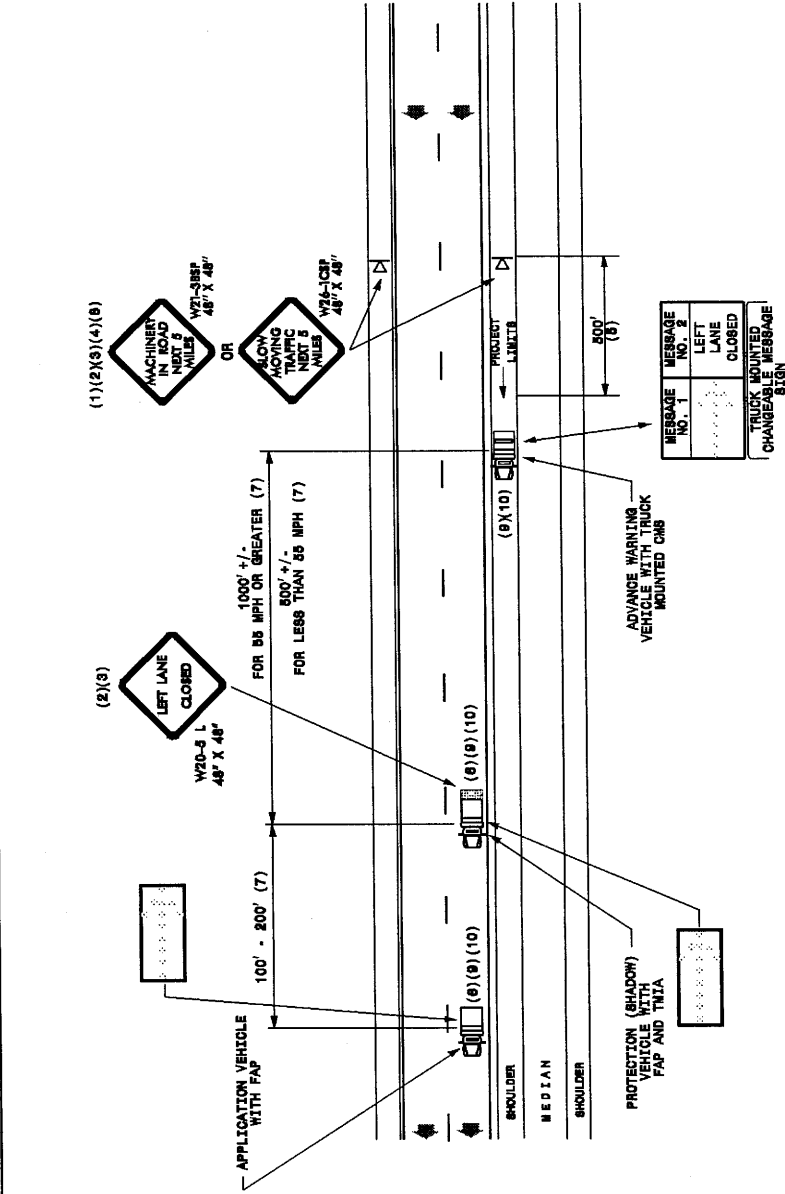 (1)(2)(3)(4)(8)
MACHINERY
IN ROAD
NEXT 5
MILES
W21-3BSP
48" X 48"
OR
SLOW
MOVING
TRAFFIC
NEXT 5
MILES
W26-1CSP
48" X 48"
(2)(3)
LEFT LANE
CLOSED
W20-5 L
48" X 48"
1000' +/-
FOR 55 MPH OR GREATER (7)
500' +/-
FOR LESS THAN 55 MPH (7)
100' - 200' (7)
APPLICATION VEHICLE
WITH FAP
(6)(9)(10)
(6)(9)(10)
(9)(10)
PROJECT
LIMITS
500'
(5)
SHOULDER
MEDIAN
SHOULDER
PROTECTION (SHADOW)
VEHICLE WITH
FAP AND TMIA
ADVANCE WARNING
VEHICLE WITH TRUCK
MOUNTED CMS
MESSAGE
NO. 1
MESSAGE
NO. 2
LEFT
LANE
CLOSED
TRUCK MOUNTED
CHANGEABLE MESSAGE
SIGN